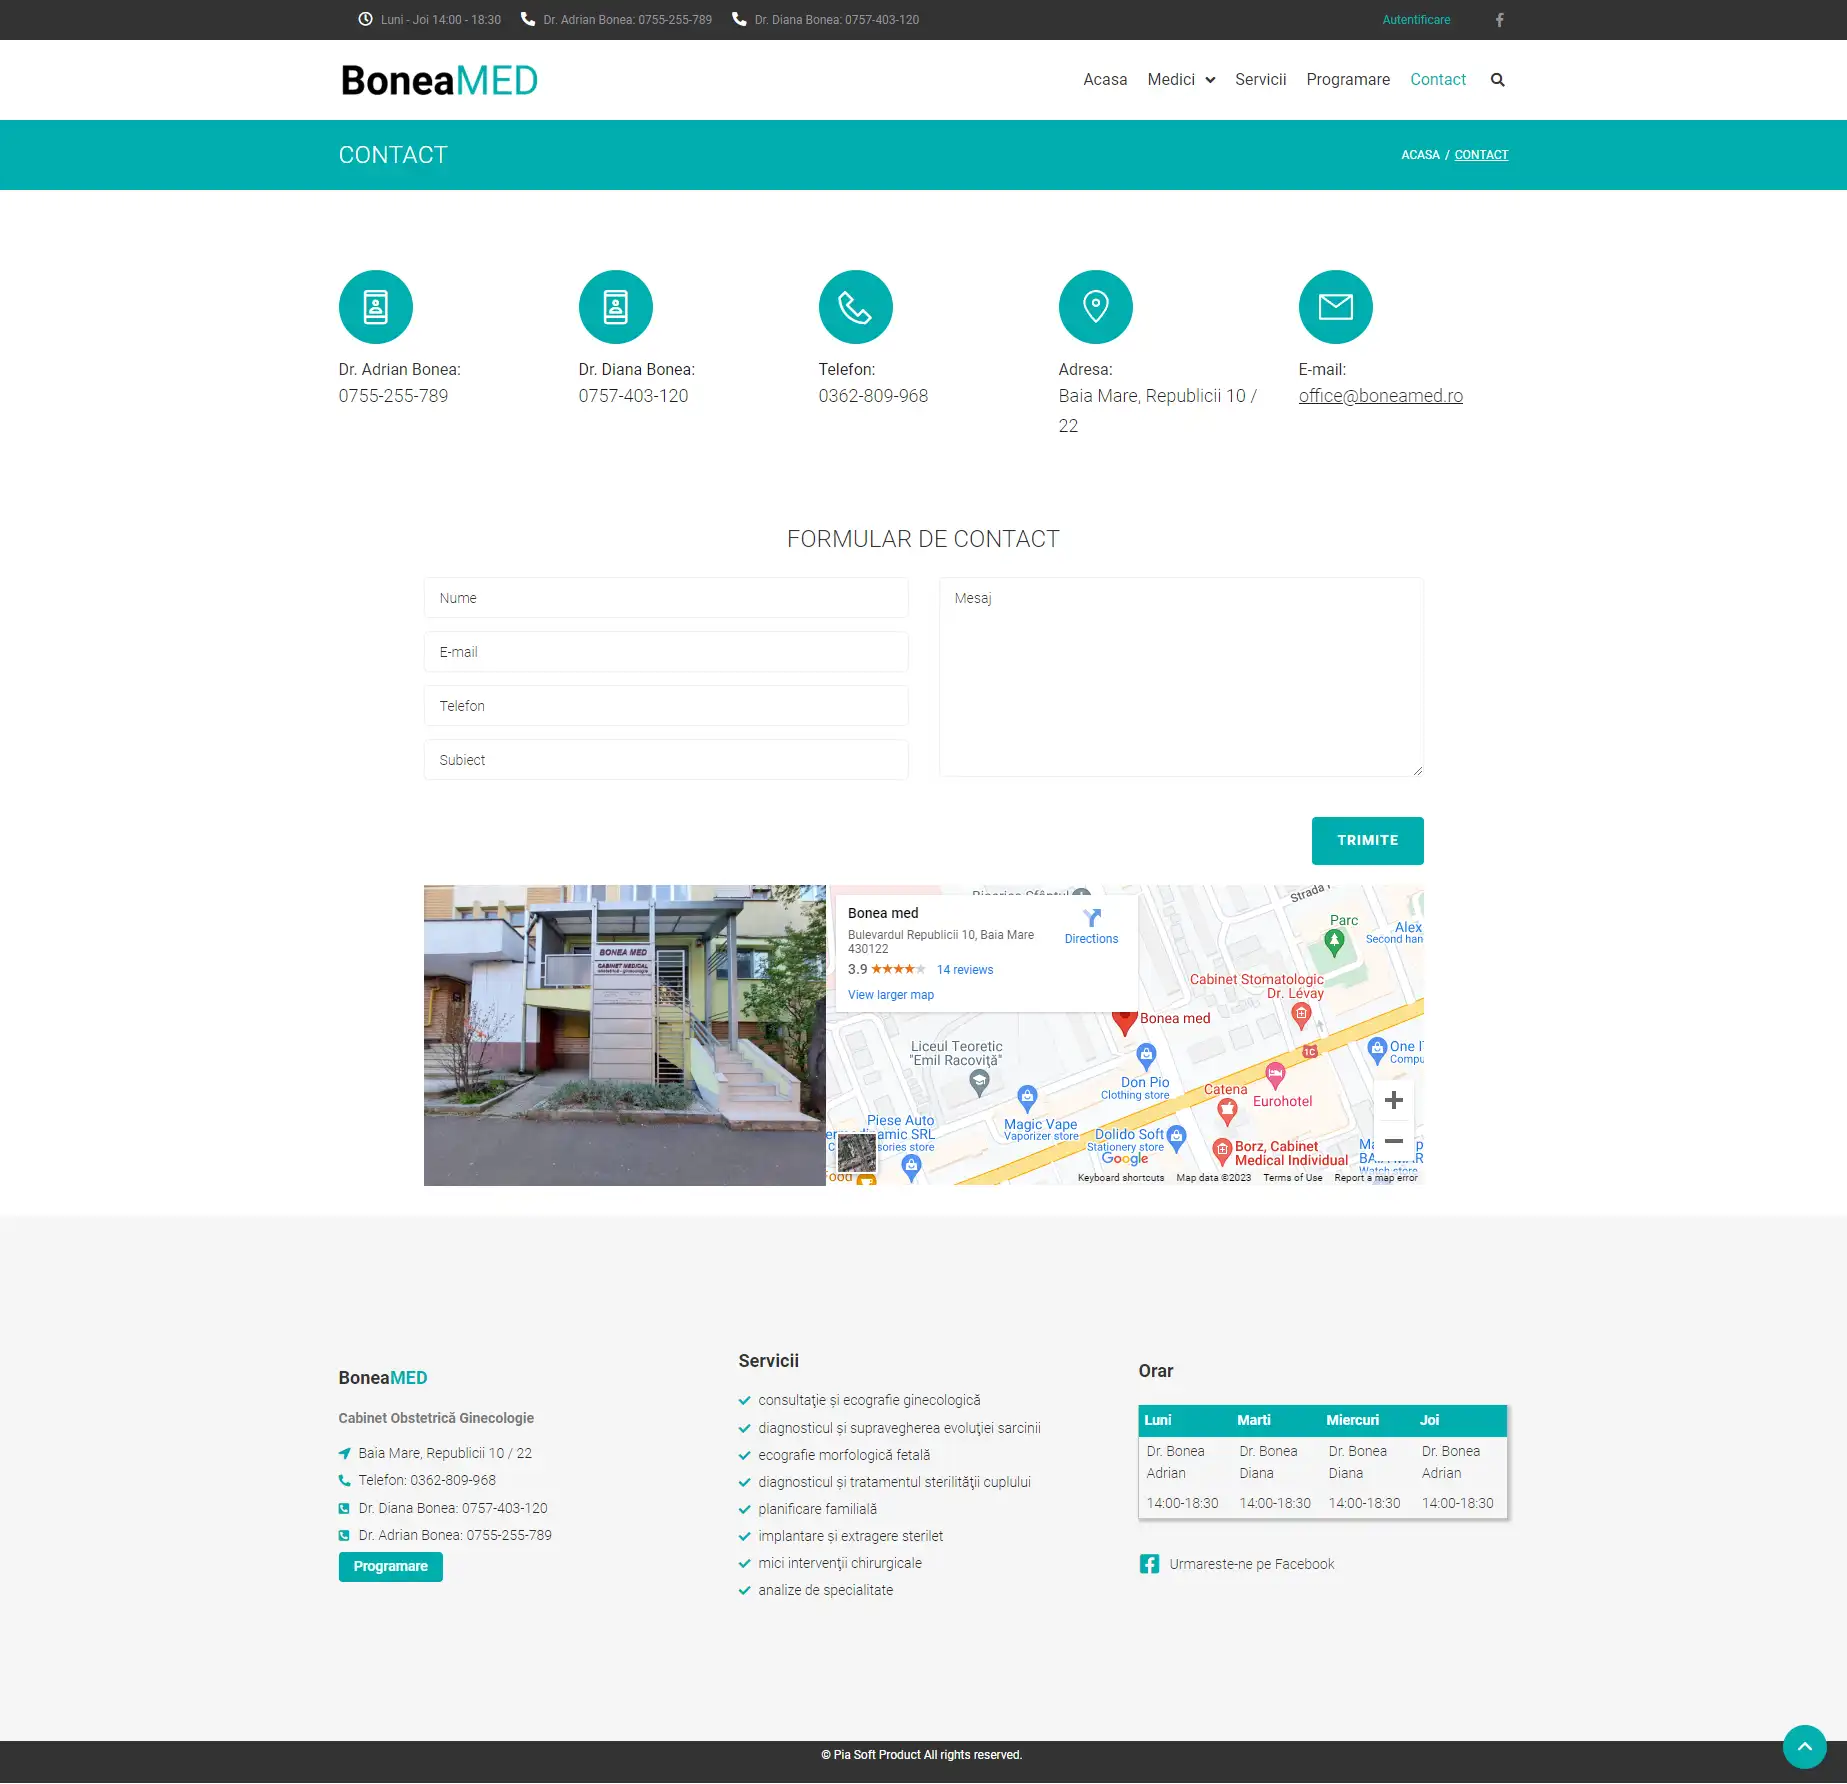 Luni - Joi 14:00 - 18:30 Dr. Adrian Bonea: 0755-255-789 Dr. Diana Bonea: 0757-403-120 Autentificare
BoneaMED Acasa Medici Servicii Programare Contact
CONTACT ACASA / CONTACT
Dr. Adrian Bonea:
0755-255-789
Dr. Diana Bonea:
0757-403-120
Telefon:
0362-809-968
Adresa:
Baia Mare, Republicii 10 /
22
E-mail:
office@boneamed.ro
FORMULAR DE CONTACT
Nume
E-mail
Telefon
Subiect
Mesaj
TRIMITE
BONEA MED
CABINET MEDICAL
obstetrică - ginecologie
Bonea med
Bulevardul Republicii 10, Baia Mare
430122
3.9 14 reviews
View larger map
Directions
Strada
Parc
Alex
Second han
Cabinet Stomatologic
Dr. Lévay
Bonea med
1C
Liceul Teoretic
"Emil Racoviţă"
One I
Compu
Don Pio
Clothing store
Catena
Eurohotel
Magic Vape
Vaporizer store
Piese Auto
ermodinamic SRL
sories store
Dolido Soft
Stationery store
Borz, Cabinet
Medical Individual
Google
Keyboard shortcuts Map data ©2023 Terms of Use Report a map error
BoneaMED
Cabinet Obstetrică Ginecologie
Baia Mare, Republicii 10 / 22
Telefon: 0362-809-968
Dr. Diana Bonea: 0757-403-120
Dr. Adrian Bonea: 0755-255-789
Programare
Servicii
consultaţie și ecografie ginecologică
diagnosticul și supravegherea evoluţiei sarcinii
ecografie morfologică fetală
diagnosticul și tratamentul sterilităţii cuplului
planificare familială
implantare și extragere sterilet
mici intervenţii chirurgicale
analize de specialitate
Orar
Luni Marti Miercuri Joi
Dr. Bonea Dr. Bonea Dr. Bonea Dr. Bonea
Adrian Diana Diana Adrian
14:00-18:30 14:00-18:30 14:00-18:30 14:00-18:30
Urmareste-ne pe Facebook
© Pia Soft Product All rights reserved.